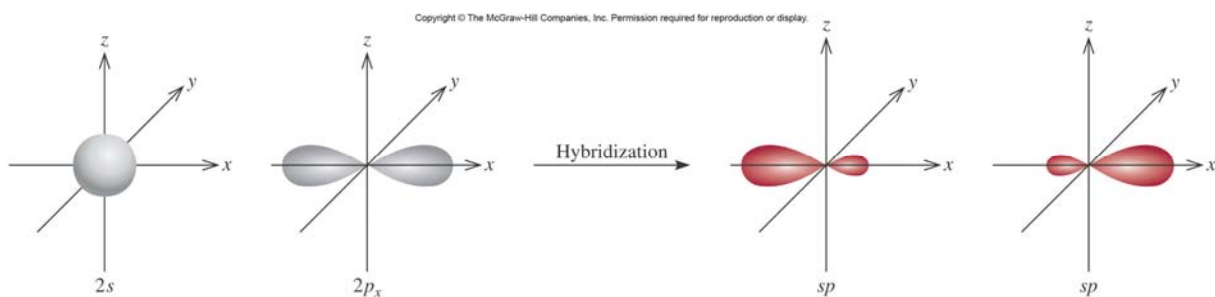 Copyright © The McGraw-Hill Companies, Inc. Permission required for reproduction or display.
z
y
x
2s
z
y
x
2pₓ
Hybridization
z
y
x
sp
z
y
x
sp